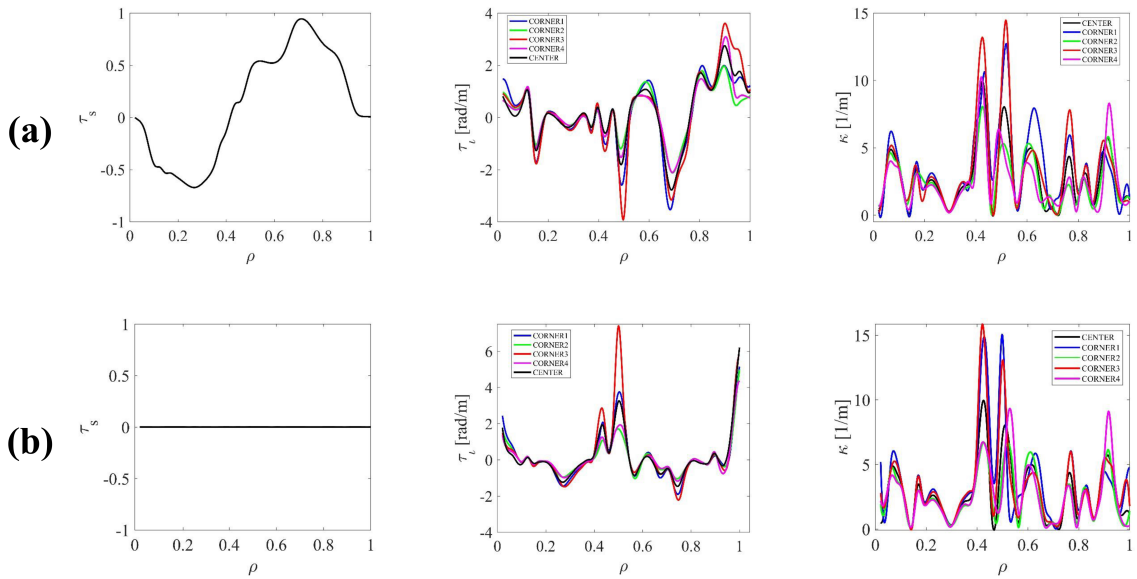 (a)
1
0.5
0
-0.5
-1
τs
0 0.2 0.4 0.6 0.8 1
ρ
4
2
0
-2
-4
τι [rad/m]
CORNER1
CORNER2
CORNER3
CORNER4
CENTER
0 0.2 0.4 0.6 0.8 1
ρ
15
10
5
0
κ [1/m]
CENTER
CORNER1
CORNER2
CORNER3
CORNER4
0 0.2 0.4 0.6 0.8 1
ρ
(b)
1
0.5
0
-0.5
-1
τs
0 0.2 0.4 0.6 0.8 1
ρ
6
4
2
0
-2
-4
τι [rad/m]
CORNER1
CORNER2
CORNER3
CORNER4
CENTER
0 0.2 0.4 0.6 0.8 1
ρ
15
10
5
0
κ [1/m]
CENTER
CORNER1
CORNER2
CORNER3
CORNER4
0 0.2 0.4 0.6 0.8 1
ρ